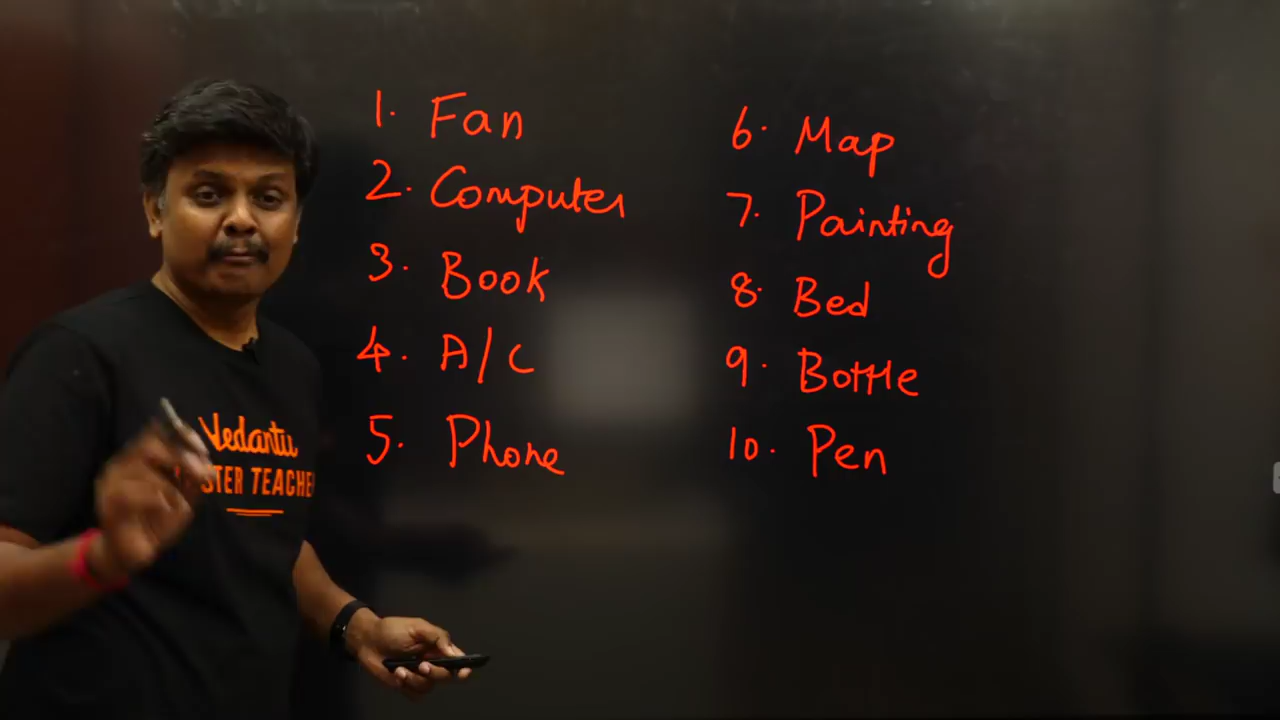 1. Fan
2. Computer
3. Book
4. A/C
5. Phone
6. Map
7. Painting
8. Bed
9. Bottle
10. Pen
Vedantu
TEACHER